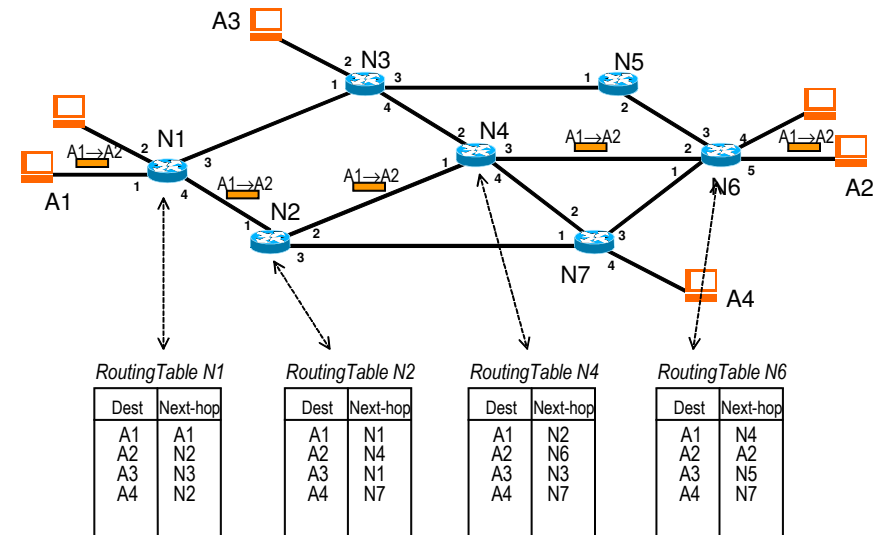 A3
2 N3 3
1
4
1 N5
2
N1
2
A1→A2
3
1
4
A1
A1→A2
A1→A2
2 N4
1 3
4
A1→A2
3 4
2
1 5
N6
A1→A2
A2
N2
1
2
3
2
1 3
4
N7
A4
RoutingTable N1
Dest Next-hop
A1 A1
A2 N2
A3 N3
A4 N2
RoutingTable N2
Dest Next-hop
A1 N1
A2 N4
A3 N1
A4 N7
RoutingTable N4
Dest Next-hop
A1 N2
A2 N6
A3 N3
A4 N7
RoutingTable N6
Dest Next-hop
A1 N4
A2 A2
A3 N5
A4 N7